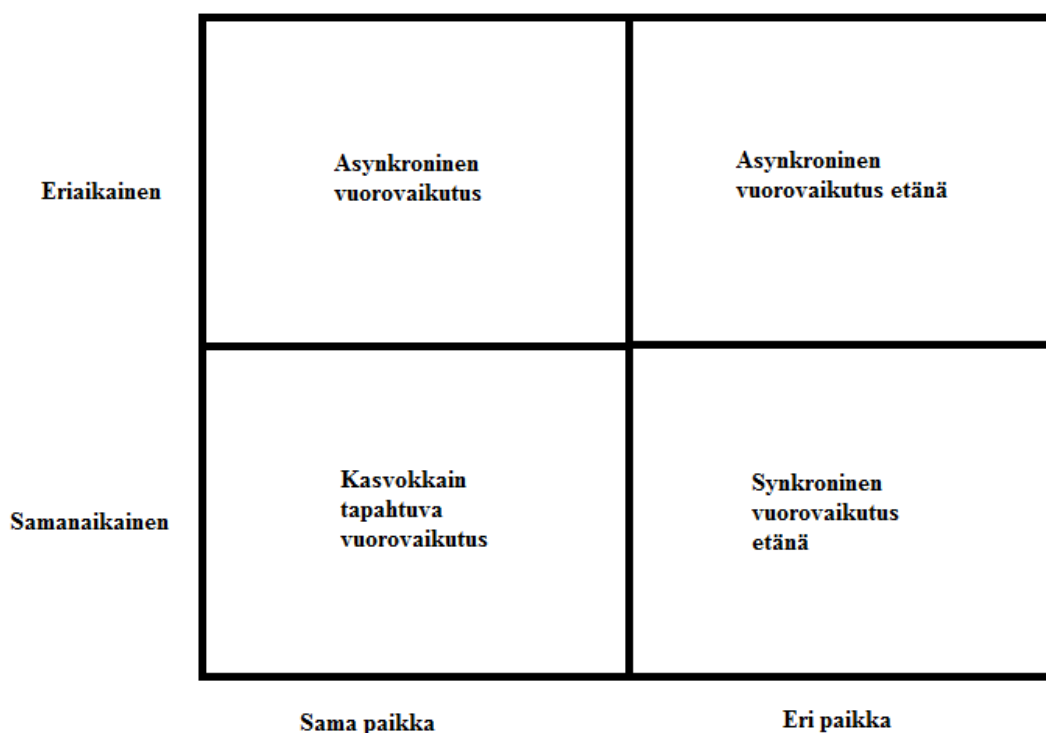 Eriaikainen
Asynkroninen
vuorovaikutus
Asynkroninen
vuorovaikutus etänä
Samanaikainen
Kasvokkain
tapahtuva
vuorovaikutus
Synkroninen
vuorovaikutus
etänä
Sama paikka
Eri paikka